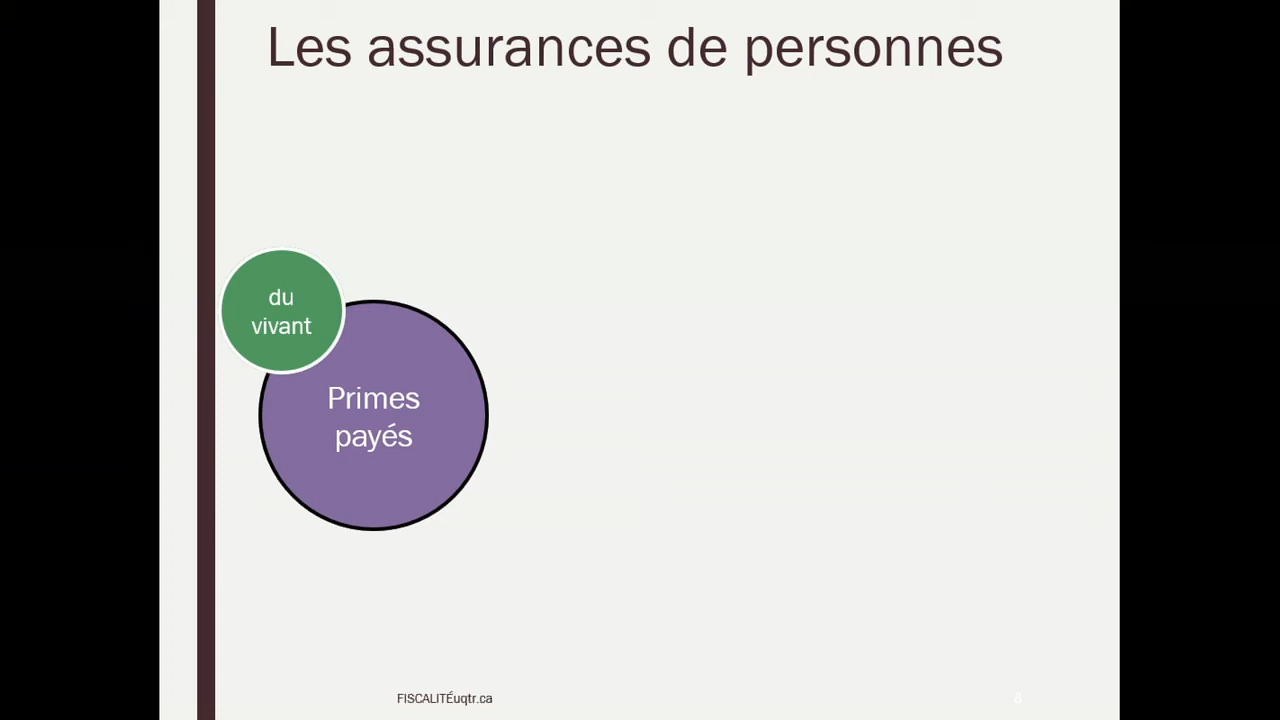 Les assurances de personnes
du
vivant
Primes
payés
FISCALITÉuqtr.ca